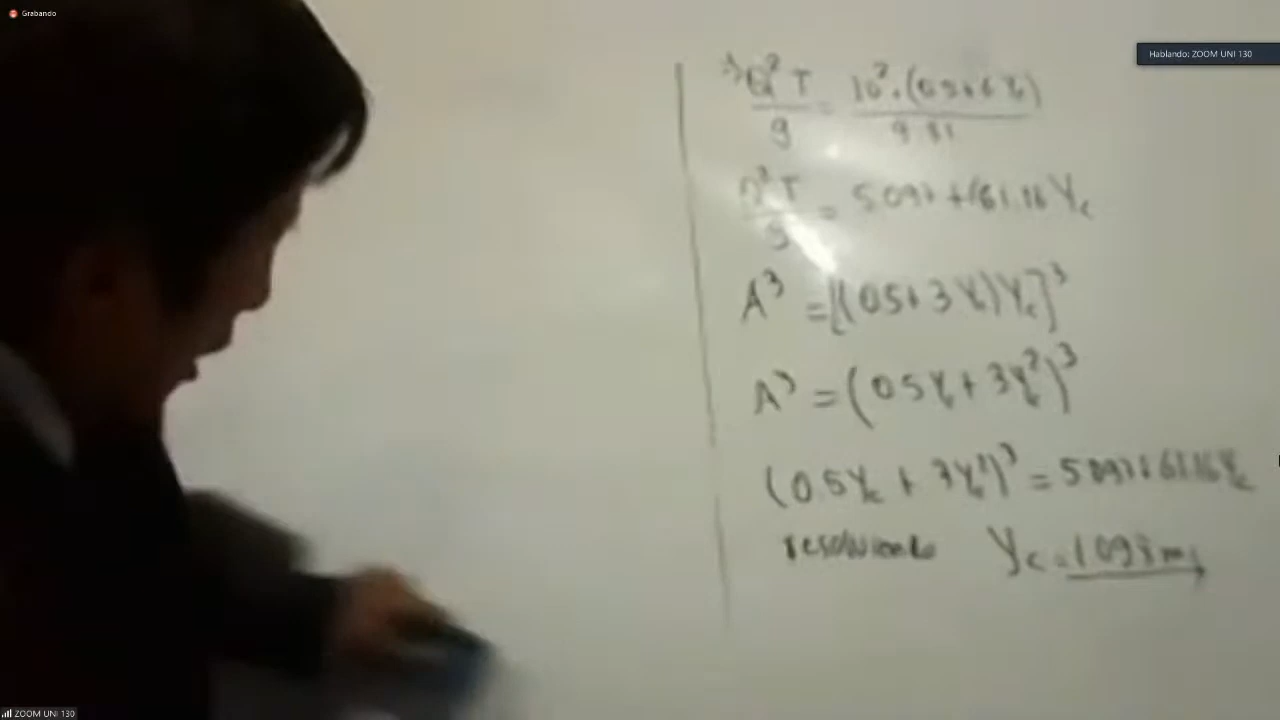 Grabando
Hablando: ZOOM UNI 130
Q²T/g = 10².(0.5+6Yc)/9.81
Q²T/g = 5.097+61.16Yc
A³ = [(0.5+3Yc)Yc]³
A³ = (0.5Yc+3Yc²)³
(0.5Yc+3Yc²)³ = 5.097+61.16Yc
resolviendo Yc = 1.098m
ZOOM UNI 130